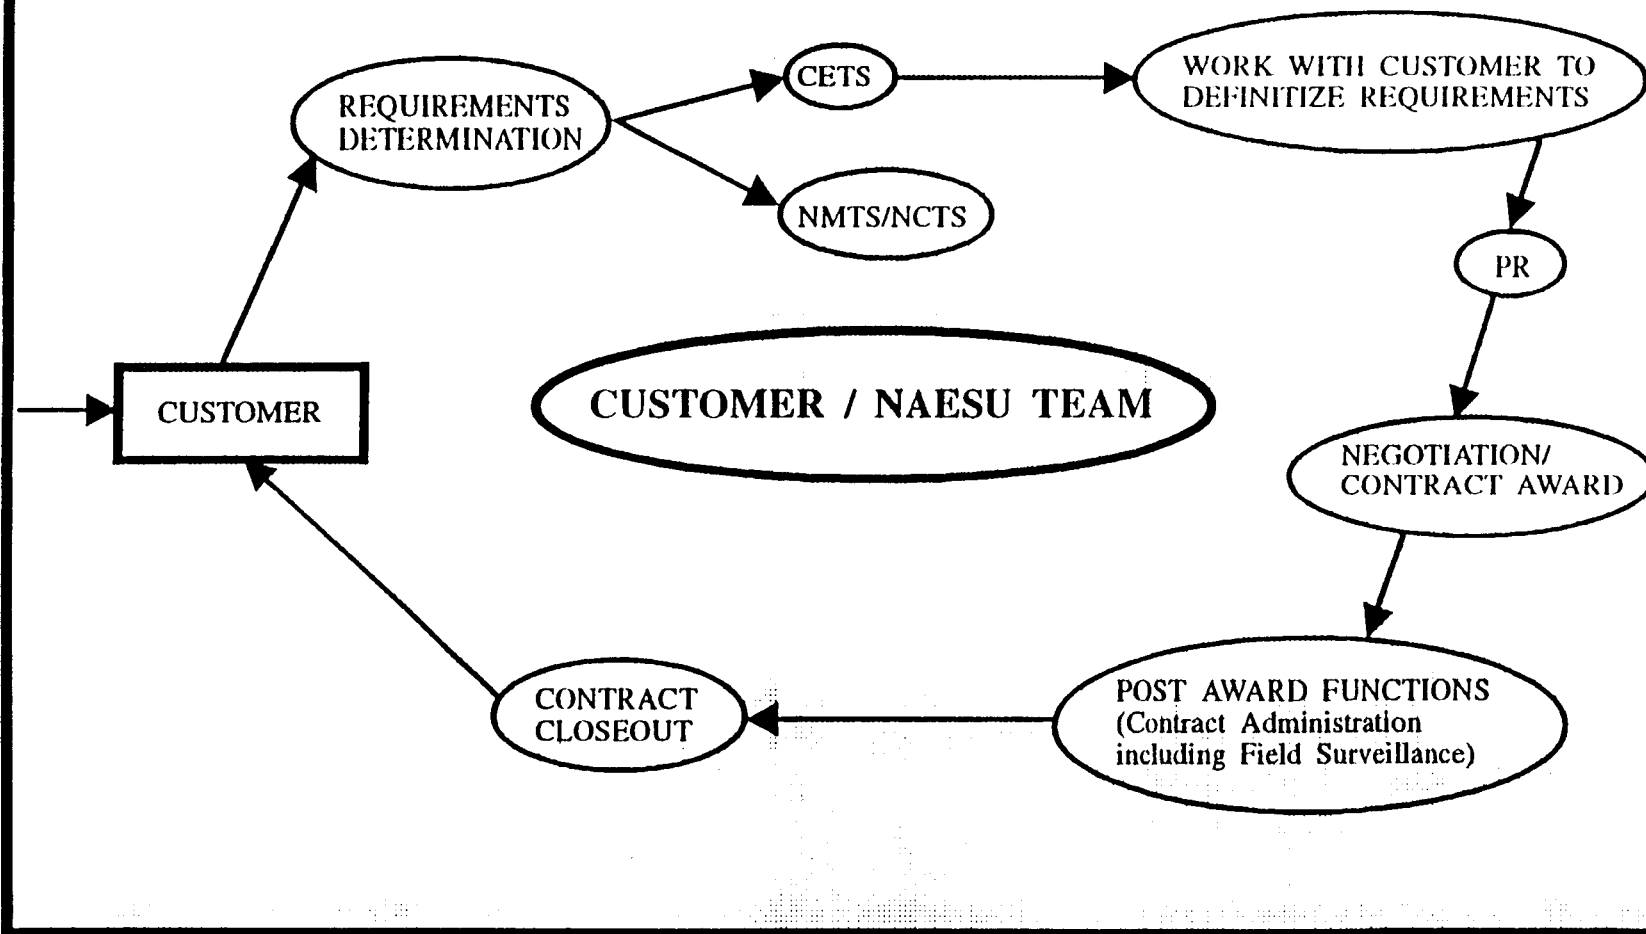 REQUIREMENTS
DETERMINATION
CETS
WORK WITH CUSTOMER TO
DEFINITIZE REQUIREMENTS
NMTS/NCTS
PR
CUSTOMER
CUSTOMER / NAESU TEAM
NEGOTIATION/
CONTRACT AWARD
CONTRACT
CLOSEOUT
POST AWARD FUNCTIONS
(Contract Administration
including Field Surveillance)